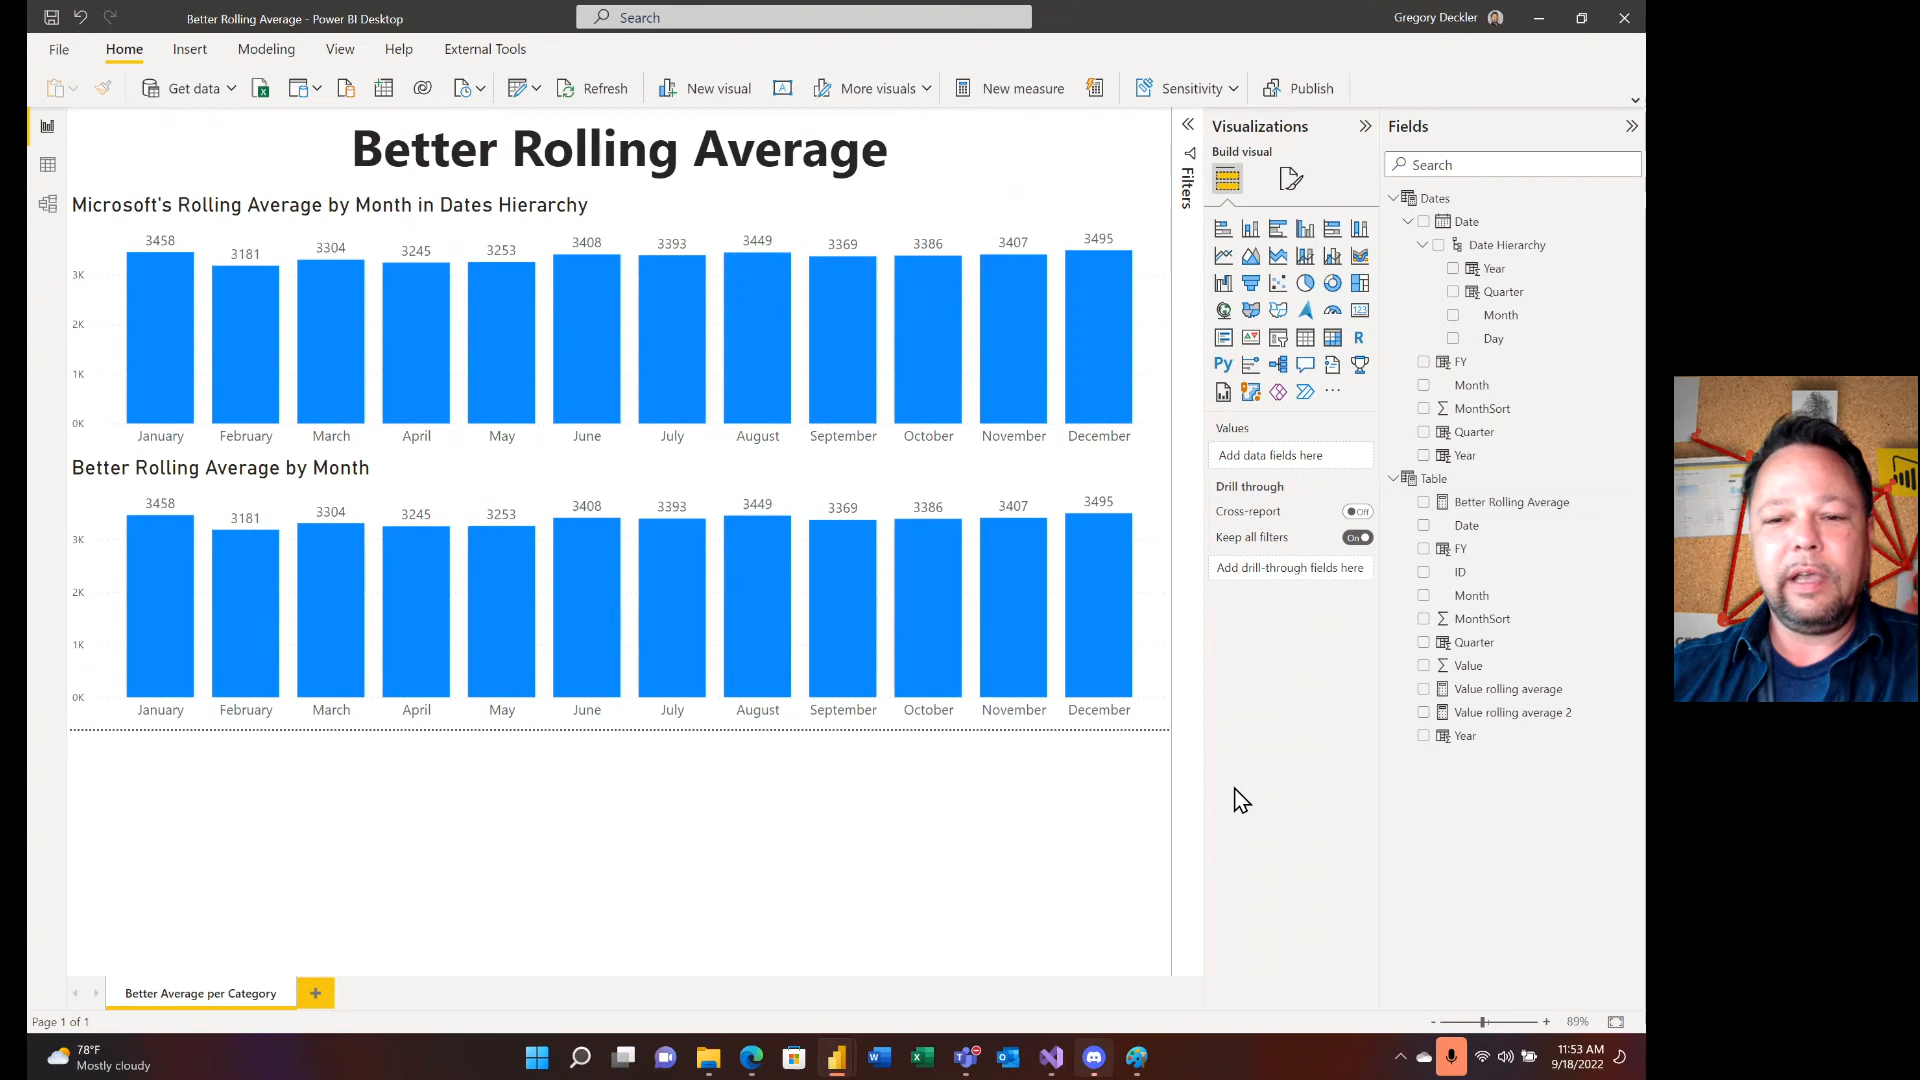 Better Rolling Average - Power BI Desktop
Search
Gregory Deckler
File
Home
Insert
Modeling
View
Help
External Tools
Get data
Refresh
New visual
More visuals
New measure
Sensitivity
Publish
Better Rolling Average
Microsoft's Rolling Average by Month in Dates Hierarchy
3458
3181
3304
3245
3253
3408
3393
3449
3369
3386
3407
3495
3K
2K
1K
0K
January
February
March
April
May
June
July
August
September
October
November
December
Better Rolling Average by Month
3458
3181
3304
3245
3253
3408
3393
3449
3369
3386
3407
3495
3K
2K
1K
0K
January
February
March
April
May
June
July
August
September
October
November
December
Filters
Visualizations
Build visual
123
R
Py
Values
Add data fields here
Drill through
Cross-report
Off
Keep all filters
On
Add drill-through fields here
Fields
Search
Dates
Date
Date Hierarchy
Year
Quarter
Month
Day
FY
Month
MonthSort
Quarter
Year
Table
Better Rolling Average
Date
FY
ID
Month
MonthSort
Quarter
Value
Value rolling average
Value rolling average 2
Year
Better Average per Category
Page 1 of 1
89%
78°F
Mostly cloudy
11:53 AM
9/18/2022